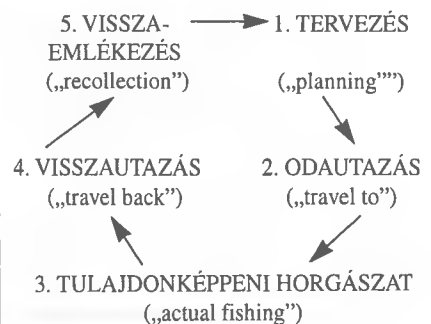 5. VISSZA-
EMLÉKEZÉS
(„recollection”)
1. TERVEZÉS
(„planning””)
2. ODAUTAZÁS
(„travel to”)
3. TULAJDONKÉPPENI HORGÁSZAT
(„actual fishing”)
4. VISSZAUTAZÁS
(„travel back”)